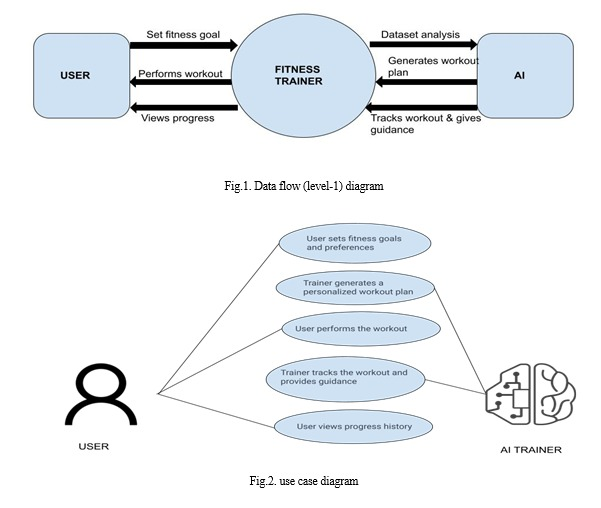 Set fitness goal
Dataset analysis
USER
Performs workout
Views progress
FITNESS
TRAINER
Generates workout
plan
Tracks workout & gives
guidance
AI
Fig.1. Data flow (level-1) diagram
User sets fitness goals
and preferences
Trainer generates a
personalized workout plan
User performs the workout
Trainer tracks the workout and
provides guidance
User views progress history
USER
AI TRAINER
Fig.2. use case diagram